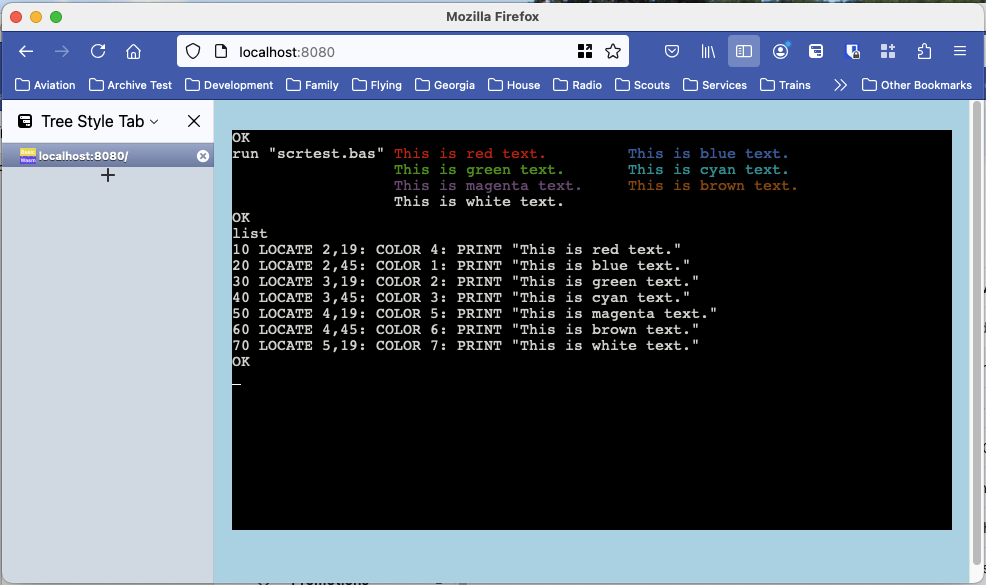 Mozilla Firefox
localhost:8080
Aviation Archive Test Development Family Flying Georgia House Radio Scouts Services Trains Other Bookmarks
Tree Style Tab
localhost:8080/
OK
run "scrtest.bas" This is red text. This is blue text.
This is green text. This is cyan text.
This is magenta text. This is brown text.
This is white text.
OK
list
10 LOCATE 2,19: COLOR 4: PRINT "This is red text."
20 LOCATE 2,45: COLOR 1: PRINT "This is blue text."
30 LOCATE 3,19: COLOR 2: PRINT "This is green text."
40 LOCATE 3,45: COLOR 3: PRINT "This is cyan text."
50 LOCATE 4,19: COLOR 5: PRINT "This is magenta text."
60 LOCATE 4,45: COLOR 6: PRINT "This is brown text."
70 LOCATE 5,19: COLOR 7: PRINT "This is white text."
OK
_